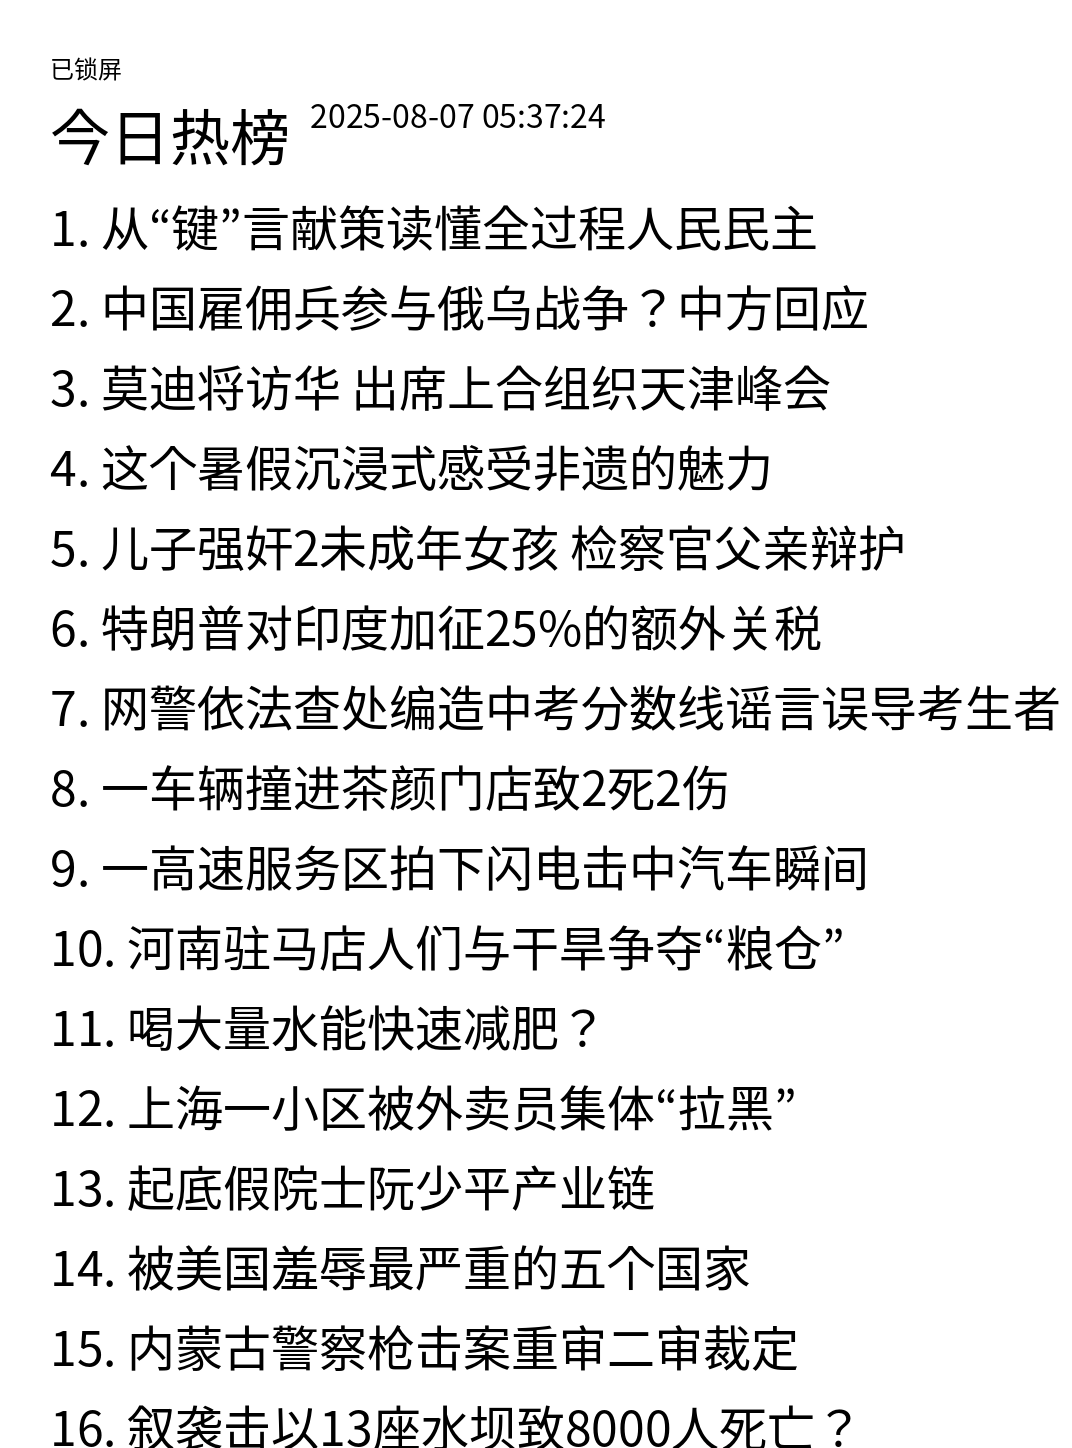 已锁屏
今日热榜 2025-08-07 05:37:24
1. 从“键”言献策读懂全过程人民民主
2. 中国雇佣兵参与俄乌战争？中方回应
3. 莫迪将访华 出席上合组织天津峰会
4. 这个暑假沉浸式感受非遗的魅力
5. 儿子强奸2未成年女孩 检察官父亲辩护
6. 特朗普对印度加征25%的额外关税
7. 网警依法查处编造中考分数线谣言误导考生者
8. 一车辆撞进茶颜门店致2死2伤
9. 一高速服务区拍下闪电击中汽车瞬间
10. 河南驻马店人们与干旱争夺“粮仓”
11. 喝大量水能快速减肥？
12. 上海一小区被外卖员集体“拉黑”
13. 起底假院士阮少平产业链
14. 被美国羞辱最严重的五个国家
15. 内蒙古警察枪击案重审二审裁定
16. 叙袭击以13座水坝致8000人死亡？